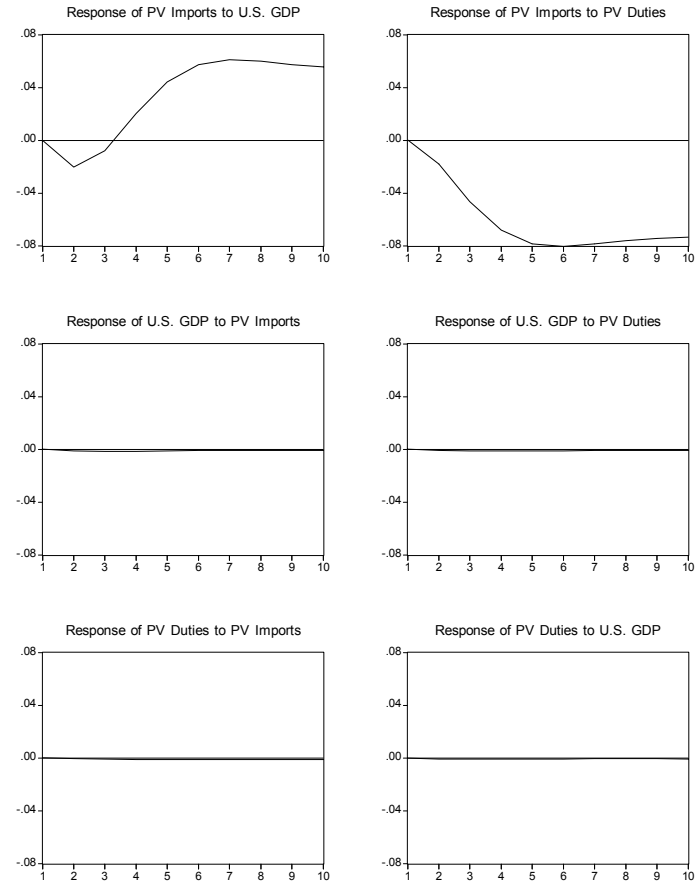 Response of PV Imports to U.S. GDP
.08
.04
.00
-.04
-.08
1 2 3 4 5 6 7 8 9 10
Response of PV Imports to PV Duties
.08
.04
.00
-.04
-.08
1 2 3 4 5 6 7 8 9 10
Response of U.S. GDP to PV Imports
.08
.04
.00
-.04
-.08
1 2 3 4 5 6 7 8 9 10
Response of U.S. GDP to PV Duties
.08
.04
.00
-.04
-.08
1 2 3 4 5 6 7 8 9 10
Response of PV Duties to PV Imports
.08
.04
.00
-.04
-.08
1 2 3 4 5 6 7 8 9 10
Response of PV Duties to U.S. GDP
.08
.04
.00
-.04
-.08
1 2 3 4 5 6 7 8 9 10